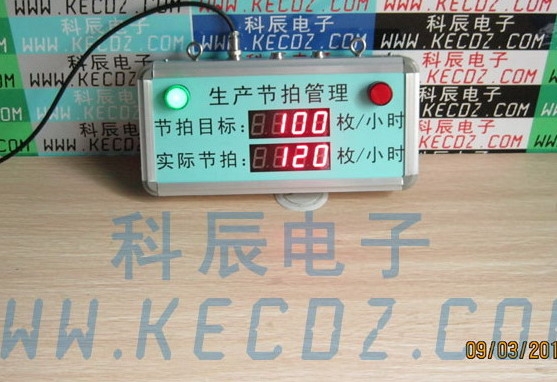 科辰电子
WWW.KECDZ.COM
生产节拍管理
节拍目标: 100 枚/小时
实际节拍: 120 枚/小时
科辰电子
WWW.KECDZ.COM
09/03/201